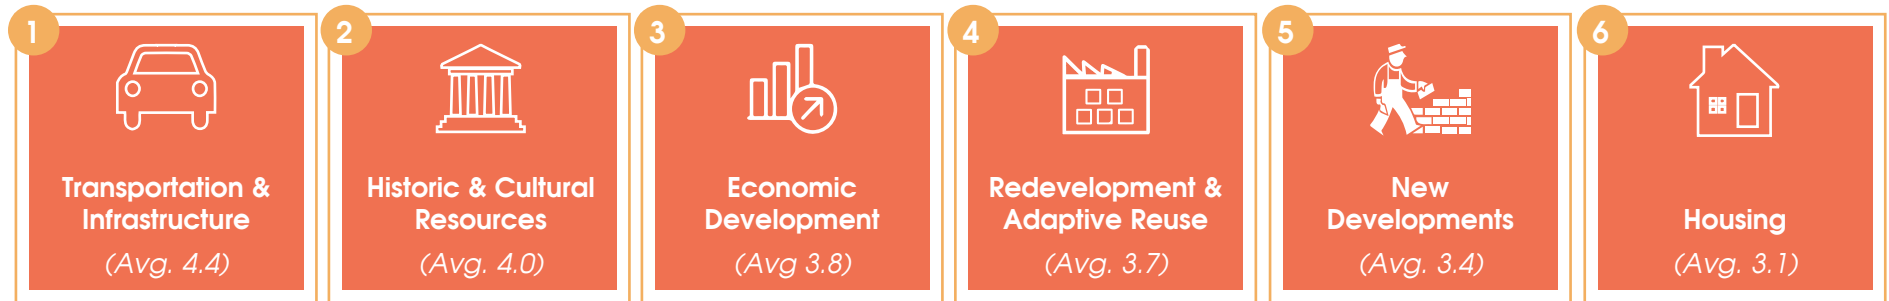 1
Transportation &
Infrastructure
(Avg. 4.4)
2
Historic & Cultural
Resources
(Avg. 4.0)
3
Economic
Development
(Avg 3.8)
4
Redevelopment &
Adaptive Reuse
(Avg. 3.7)
5
New
Developments
(Avg. 3.4)
6
Housing
(Avg. 3.1)